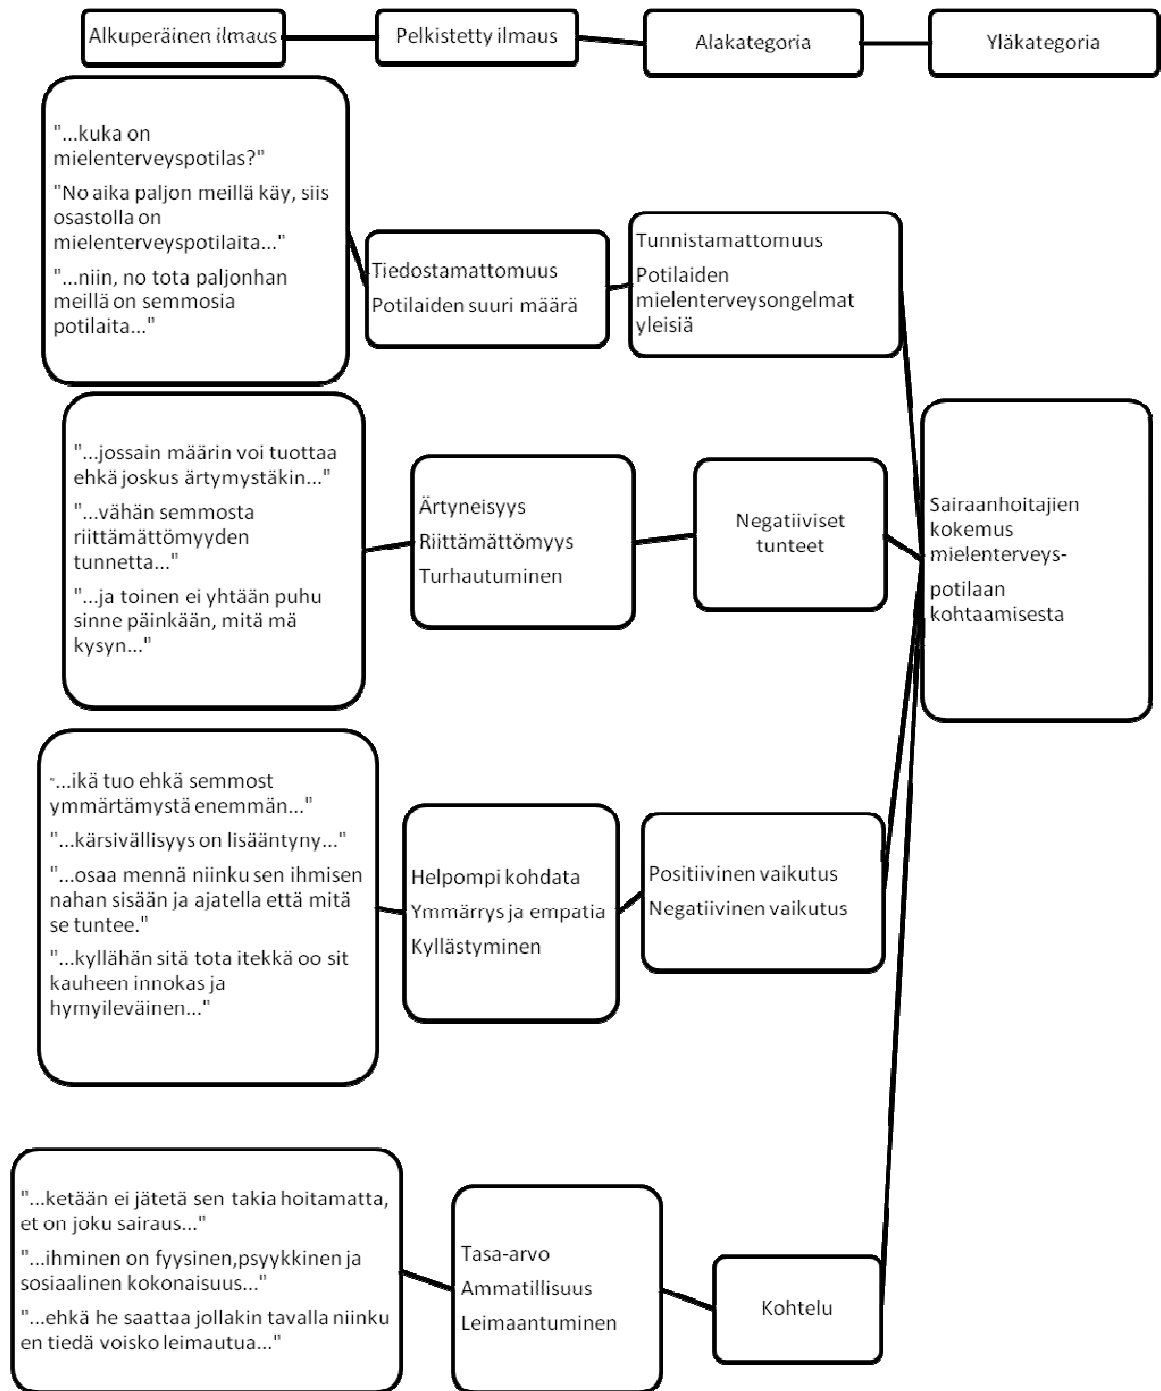 Alkuperäinen ilmaus
Pelkistetty ilmaus
Alakategoria
Yläkategoria
"...kuka on
mielenterveyspotilas?"
"No aika paljon meillä käy, siis
osastolla on
mielenterveyspotilaita..."
"...niin, no tota paljonhan
meillä on semmosia
potilaita..."
Tiedostamattomuus
Potilaiden suuri määrä
Tunnistamattomuus
Potilaiden
mielenterveysongelmat
yleisiä
"...jossain määrin voi tuottaa
ehkä joskus ärtymystäkin..."
"...vähän semmosta
riittämättömyyden
tunnetta..."
"...ja toinen ei yhtään puhu
sinne päinkään, mitä mä
kysyn..."
Ärtyneisyys
Riittämättömyys
Turhautuminen
Negatiiviset
tunteet
Sairaanhoitajien
kokemus
mielenterveys-
potilaan
kohtaamisesta
"...ikä tuo ehkä semmost
ymmärtämystä enemmän..."
"...kärsivällisyys on lisääntyny..."
"...osaa mennä niinku sen ihmisen
nahan sisään ja ajatella että mitä
se tuntee."
"...kyllähän sitä tota itekkä oo sit
kauheen innokas ja
hymyileväinen..."
Helpompi kohdata
Ymmärrys ja empatia
Kyllästyminen
Positiivinen vaikutus
Negatiivinen vaikutus
"...ketään ei jätetä sen takia hoitamatta,
et on joku sairaus..."
"...ihminen on fyysinen,psyykkinen ja
sosiaalinen kokonaisuus..."
"...ehkä he saattaa jollakin tavalla niinku
en tiedä voisko leimautua..."
Tasa-arvo
Ammatillisuus
Leimaantuminen
Kohtelu